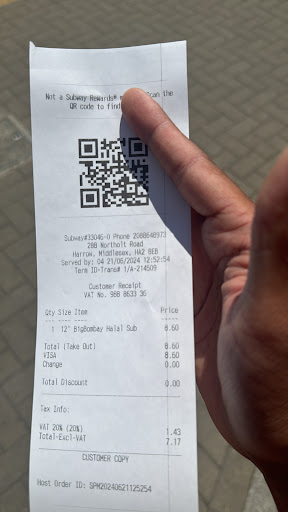 Not a Subway Rewards® can the
QR code to find
Subway#33046-0 Phone 2088648973
288 Northolt Road
Harrow, Middlesex, HA2 8EB
Served by: 04 21/06/2024 12:52:54
Term ID-Trans# 1/A-214509
Customer Receipt
VAT No. 988 8633 36
Qty Size Item Price
1 12" BigBombay Halal Sub 8.60
Total (Take Out) 8.60
VISA 8.60
Change 0.00
Total Discount 0.00
Tax Info:
VAT 20% (20%) 1.43
Total-Excl-VAT 7.17
CUSTOMER COPY
Host Order ID: SPM20240621125254